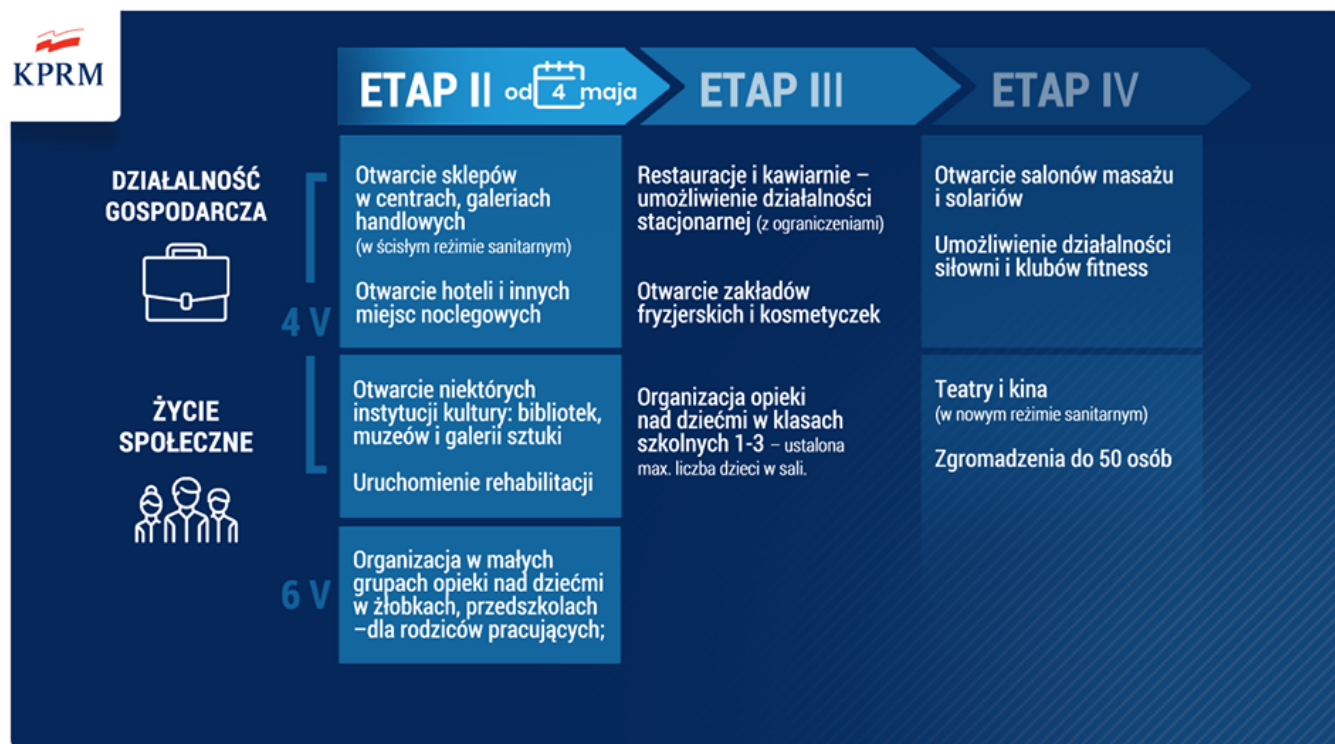 KPRM
ETAP II od 4 maja
ETAP III
ETAP IV
DZIAŁALNOŚĆ
GOSPODARCZA
4 V
Otwarcie sklepów
w centrach, galeriach
handlowych
(w ścisłym reżimie sanitarnym)
Otwarcie hoteli i innych
miejsc noclegowych
Restauracje i kawiarnie –
umożliwienie działalności
stacjonarnej (z ograniczeniami)
Otwarcie zakładów
fryzjerskich i kosmetyczek
Otwarcie salonów masażu
i solariów
Umożliwienie działalności
siłowni i klubów fitness
ŻYCIE
SPOŁECZNE
Otwarcie niektórych
instytucji kultury: bibliotek,
muzeów i galerii sztuki
Uruchomienie rehabilitacji
Organizacja opieki
nad dziećmi w klasach
szkolnych 1-3 – ustalona
max. liczba dzieci w sali.
Teatry i kina
(w nowym reżimie sanitarnym)
Zgromadzenia do 50 osób
6 V
Organizacja w małych
grupach opieki nad dziećmi
w żłobkach, przedszkolach
–dla rodziców pracujących;